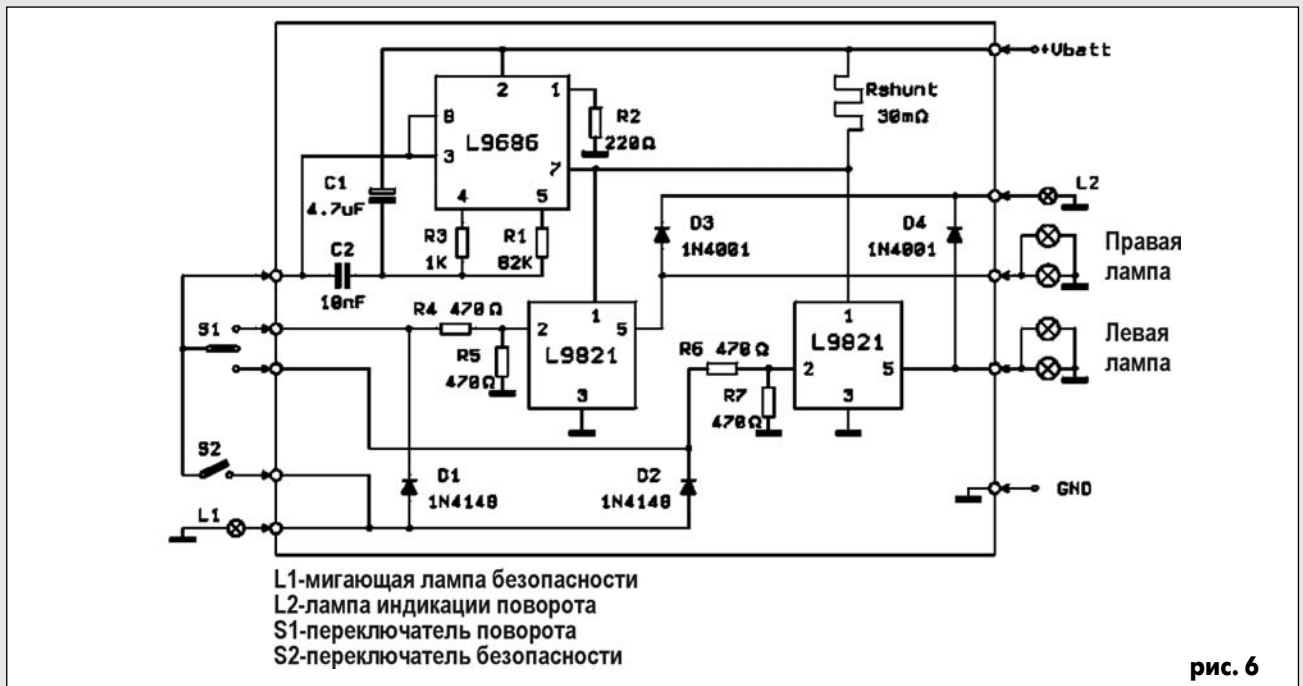 +Vbatt
2
1
8
3
L9686
7
4
5
R2
220Ω
Rshunt
30mΩ
C1
4.7uF
R3
1K
R1
82K
C2
10nF
D3
1N4001
D4
1N4001
L2
Правая
лампа
Левая
лампа
S1
R4 470Ω
R5
470Ω
2
1
5
L9821
3
R6 470Ω
R7
470Ω
1
L9821
2
5
3
S2
D1
1N4148
D2
1N4148
GND
L1
L1-мигающая лампа безопасности
L2-лампа индикации поворота
S1-переключатель поворота
S2-переключатель безопасности
рис. 6